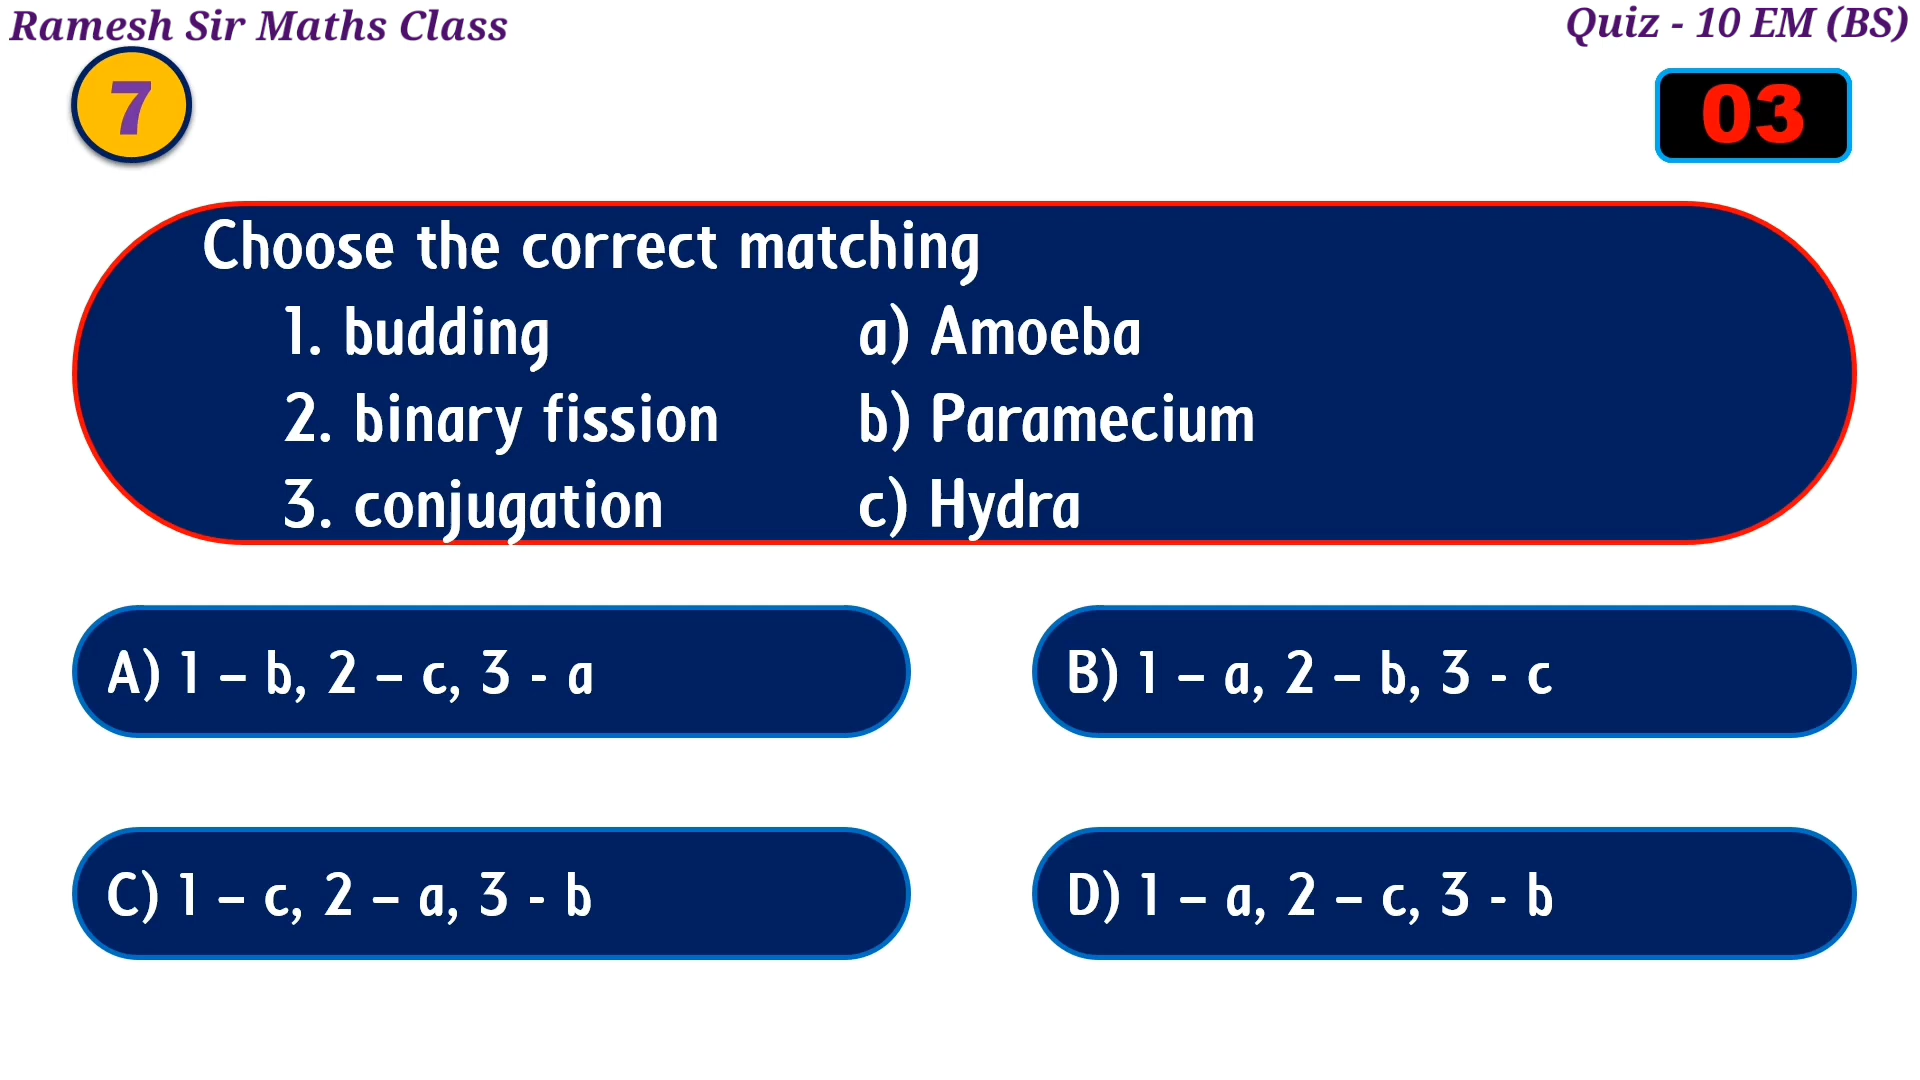 Ramesh Sir Maths Class
Quiz - 10 EM (BS)
7
03
Choose the correct matching
1. budding a) Amoeba
2. binary fission b) Paramecium
3. conjugation c) Hydra
A) 1 – b, 2 – c, 3 - a
B) 1 – a, 2 – b, 3 - c
C) 1 – c, 2 – a, 3 - b
D) 1 – a, 2 – c, 3 - b